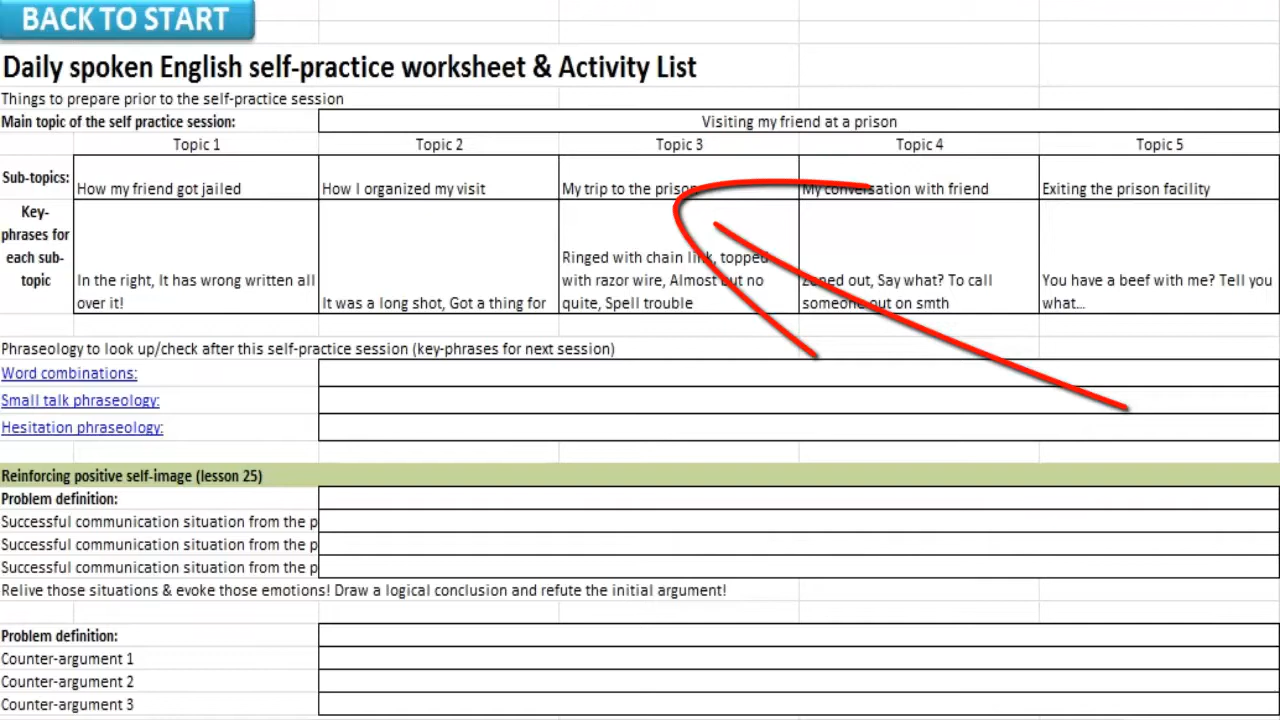 BACK TO START
Daily spoken English self-practice worksheet & Activity List
Things to prepare prior to the self-practice session
Main topic of the self practice session: Visiting my friend at a prison
Topic 1 Topic 2 Topic 3 Topic 4 Topic 5
Sub-topics: How my friend got jailed How I organized my visit My trip to the prison My conversation with friend Exiting the prison facility
Key-
phrases for
each sub-
topic
In the right, It has wrong written all
over it!
It was a long shot, Got a thing for
Ringed with chain link, topped
with razor wire, Almost but no
quite, Spell trouble
Zoned out, Say what? To call
someone out on smth
You have a beef with me? Tell you
what...
Phraseology to look up/check after this self-practice session (key-phrases for next session)
Word combinations:
Small talk phraseology:
Hesitation phraseology:
Reinforcing positive self-image (lesson 25)
Problem definition:
Successful communication situation from the p
Successful communication situation from the p
Successful communication situation from the p
Relive those situations & evoke those emotions! Draw a logical conclusion and refute the initial argument!
Problem definition:
Counter-argument 1
Counter-argument 2
Counter-argument 3